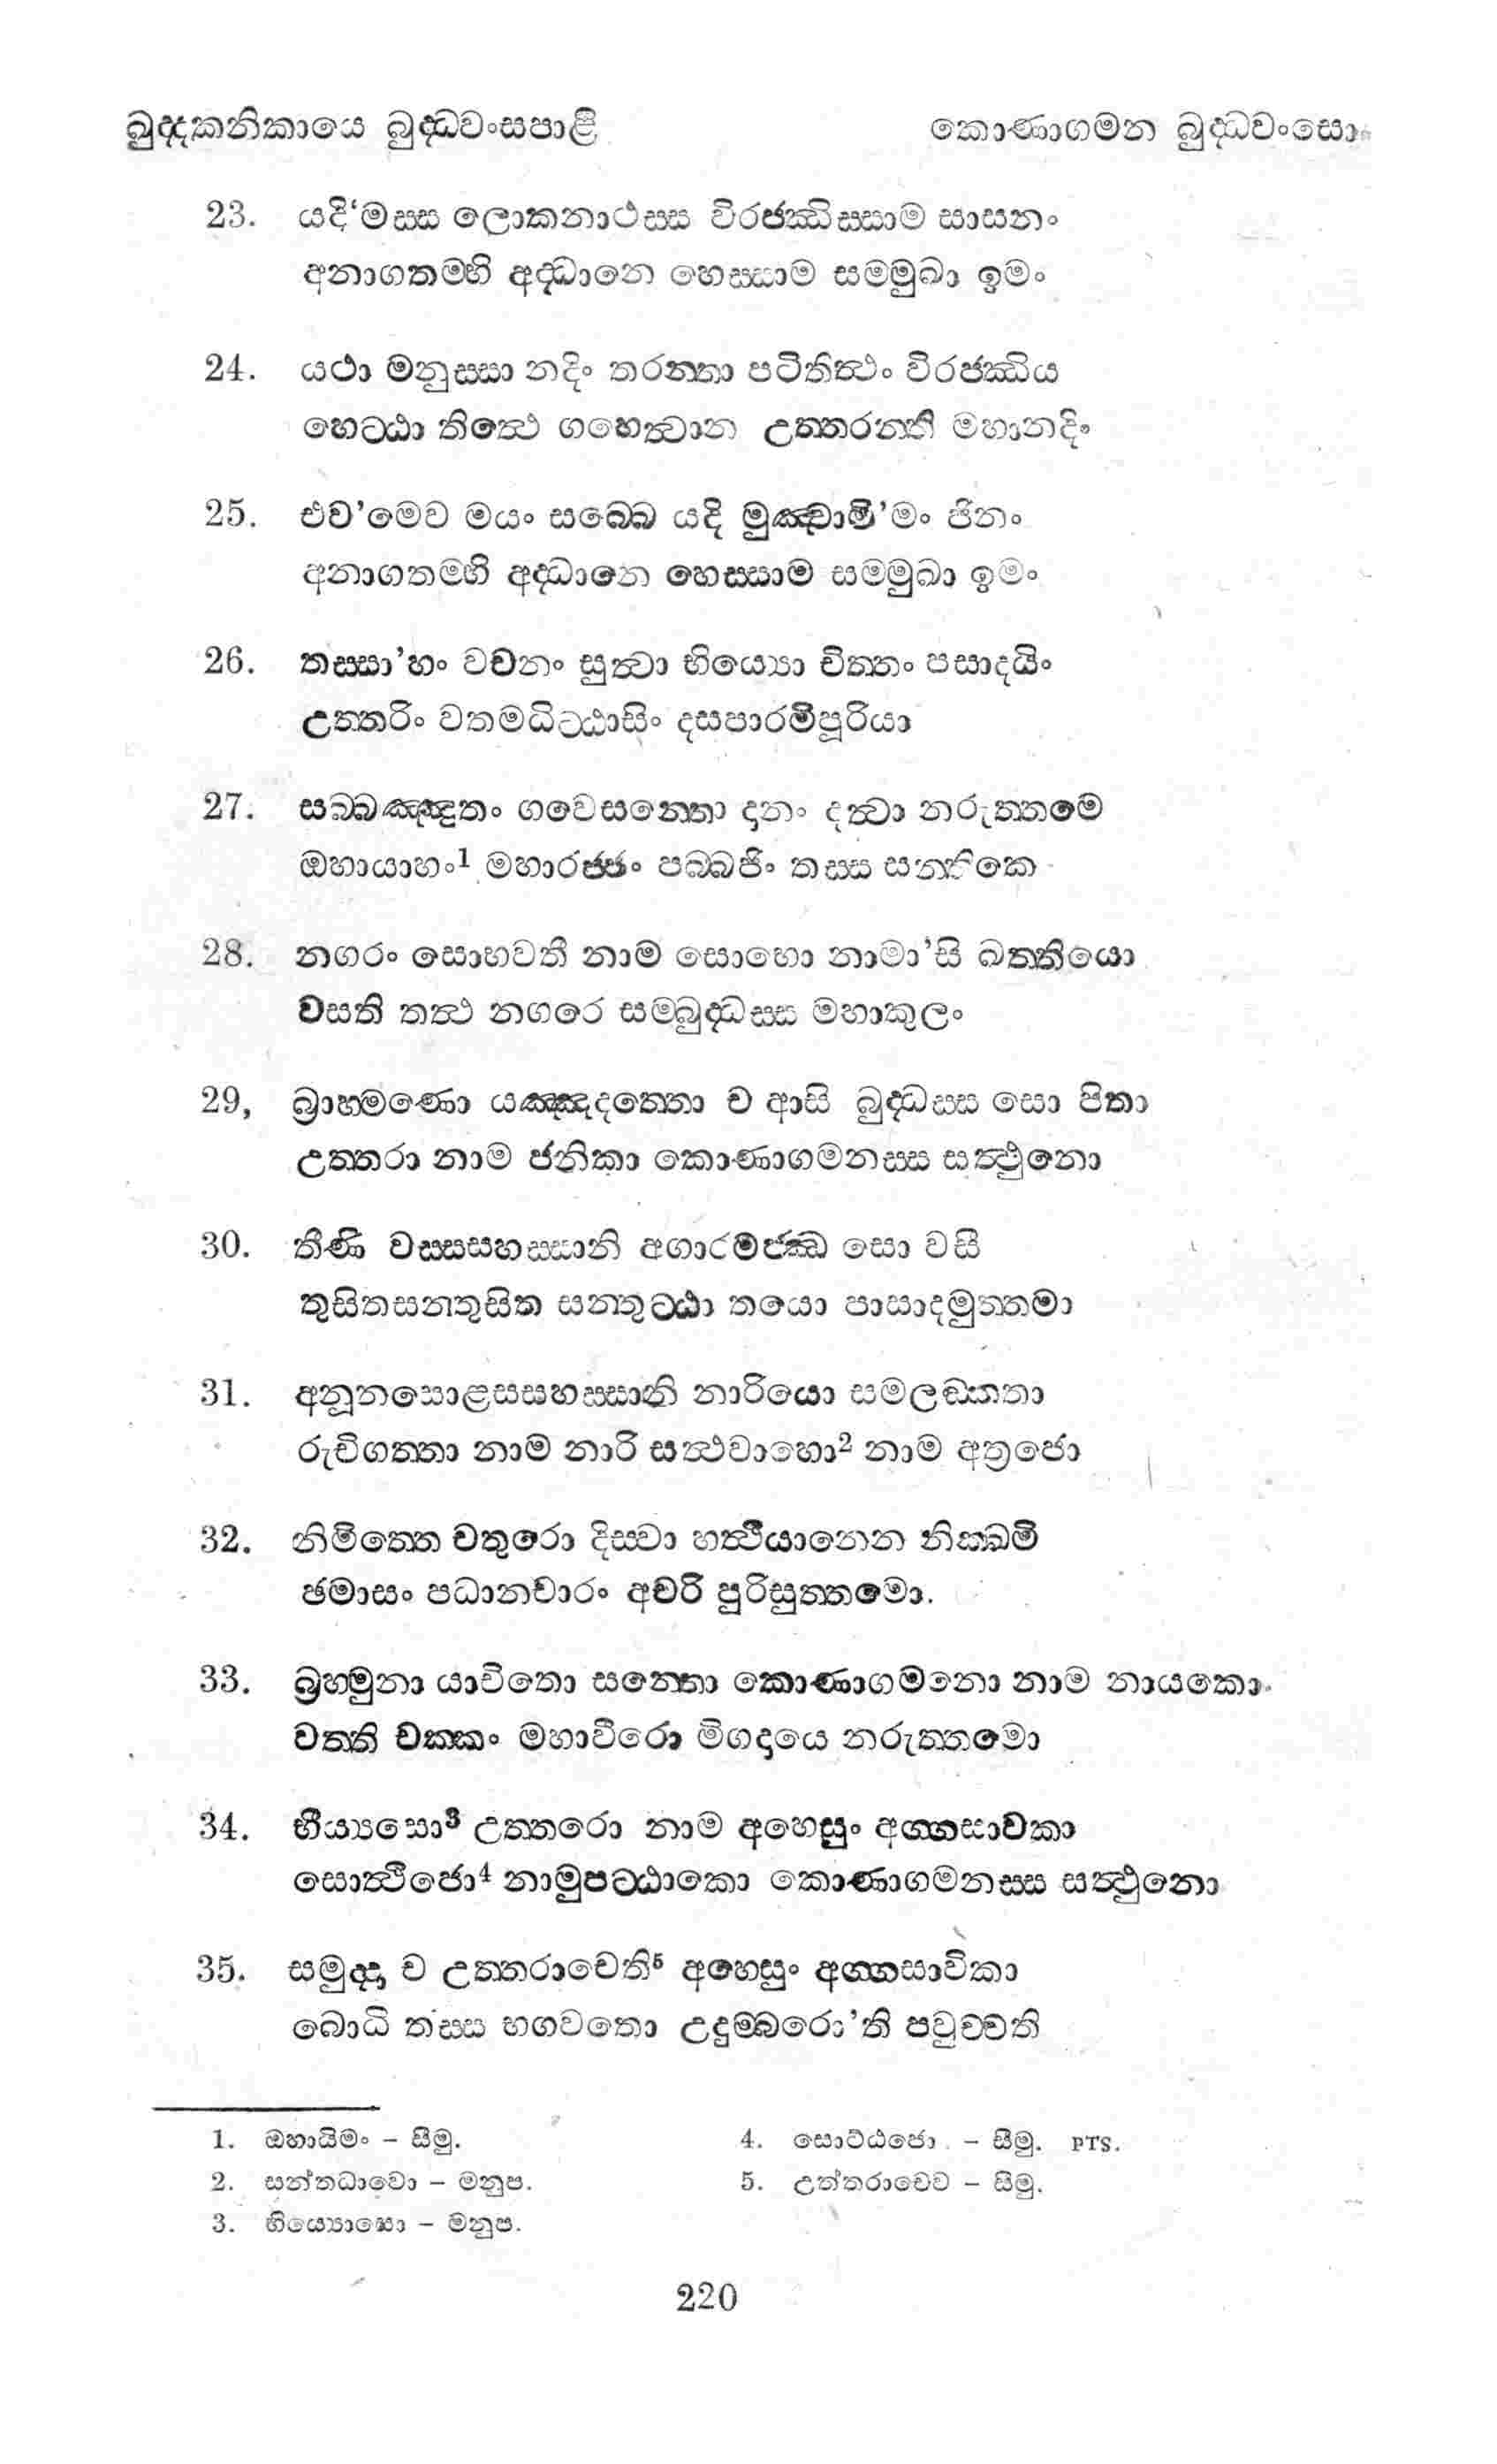 ඛුද්දකනිකායෙ බුද්ධවංසපාළි කොණාගමන බුද්ධවංසො
23. යදි‘මස්ස ලොකනාථස්ස විරජ්ඣිස්සාම සාසනං
අනාගතම්හි අද්ධානෙ හෙස්සාම සම්මුඛා ඉමං
24. යථා මනුස්සා නදිං තරන්තා පටිතිත්ථං විරජ්ඣිය
හෙට්ඨා තිත්ථෙ ගහෙත්වාන උත්තරන්ති මහානදිං
25. එව’මෙව මයං සබ්බෙ යදි මුඤ්චාමි’මං ජිනං
අනාගතම්හි අද්ධානෙ හෙස්සාම සම්මුඛා ඉමං
26. තස්සා’හං වචනං සුත්වා භිය්‍යො චිත්තං පසාදයිං
උත්තරිං වතමධිට්ඨාසිං දසපාරමිපූරියා
27. සබ්බඤ්ඤුතං ගවෙසන්තො දානං දත්වා නරුත්තමෙ
ඔහායාහං1 මහාරජ්ජං පබ්බජිං තස්ස සන්තිකෙ
28. නගරං සොභවතී නාම සොභො නාමා’සි ඛත්තියො
වසති තත්ථ නගරෙ සම්බුද්ධස්ස මහාකුලං
29, බ්‍රාහ්මණො යඤ්ඤදත්තො ච ආසි බුද්ධස්ස සො පිතා
උත්තරා නාම ජනිකා කොණාගමනස්ස සත්ථුනො
30. තීණි වස්සසහස්සානි අගාරමජ්ඣ සො වසී
තුසිතසන්තුසිත සන්තුට්ඨා තයො පාසාදමුත්තමා
31. අනූනසොළසසහස්සානි නාරියො සමලඞ්කතා
රුචිගත්තා නාම නාරි සත්ථවාහො2 නාම අත්‍රජො
32. නිමිත්තෙ චතුරො දිස්වා හත්ථියානෙන නික්ඛමි
ඡමාසං පධානචාරං අචරි පුරිසුත්තමො.
33. බ්‍රහ්මුනා යාචිතො සන්තො කොණාගමනො නාම නායකො
වත්ති චක්කං මහාවීරො මිගදායෙ නරුත්තමො
34. භීය්‍යසො3 උත්තරො නාම අහෙසුං අග්ගසාවකා
සොත්ථිජො4 නාමුපට්ඨාකො කොණාගමනස්ස සත්ථුනො
35. සමුද්දා ච උත්තරාචෙති5 අහෙසුං අග්ගසාවිකා
බොධි තස්ස භගවතො උදුම්බරො’ති පවුච්චති
1. ඔහායිමං – සීමු. 4. සොට්ඨජො – සීමු. PTS.
2. සන්තධාවො – මනුප. 5. උත්තරාචෙව – සීමු.
3. භිය්‍යොසො – මනුප.
220